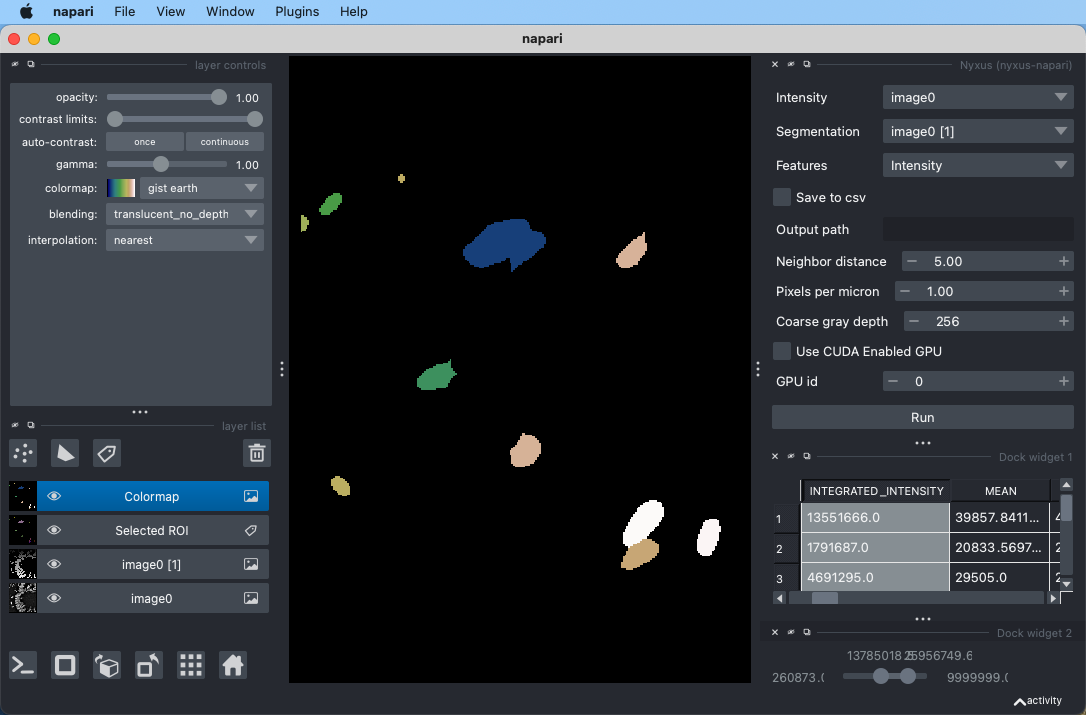 napari File View Window Plugins Help
napari
layer controls
opacity: 1.00
contrast limits:
auto-contrast: once continuous
gamma: 1.00
colormap: gist earth
blending: translucent_no_depth
interpolation: nearest
layer list
Colormap
Selected ROI
image0 [1]
image0
Nyxus (nyxus-napari)
Intensity image0
Segmentation image0 [1]
Features Intensity
Save to csv
Output path
Neighbor distance 5.00
Pixels per micron 1.00
Coarse gray depth 256
Use CUDA Enabled GPU
GPU id 0
Run
Dock widget 1
INTEGRATED_INTENSITY MEAN
1 13551666.0 39857.8411... 4
2 1791687.0 20833.5697... 2
3 4691295.0 29505.0 2
Dock widget 2
13785018
956749.6
260873.( 9999999.(
activity